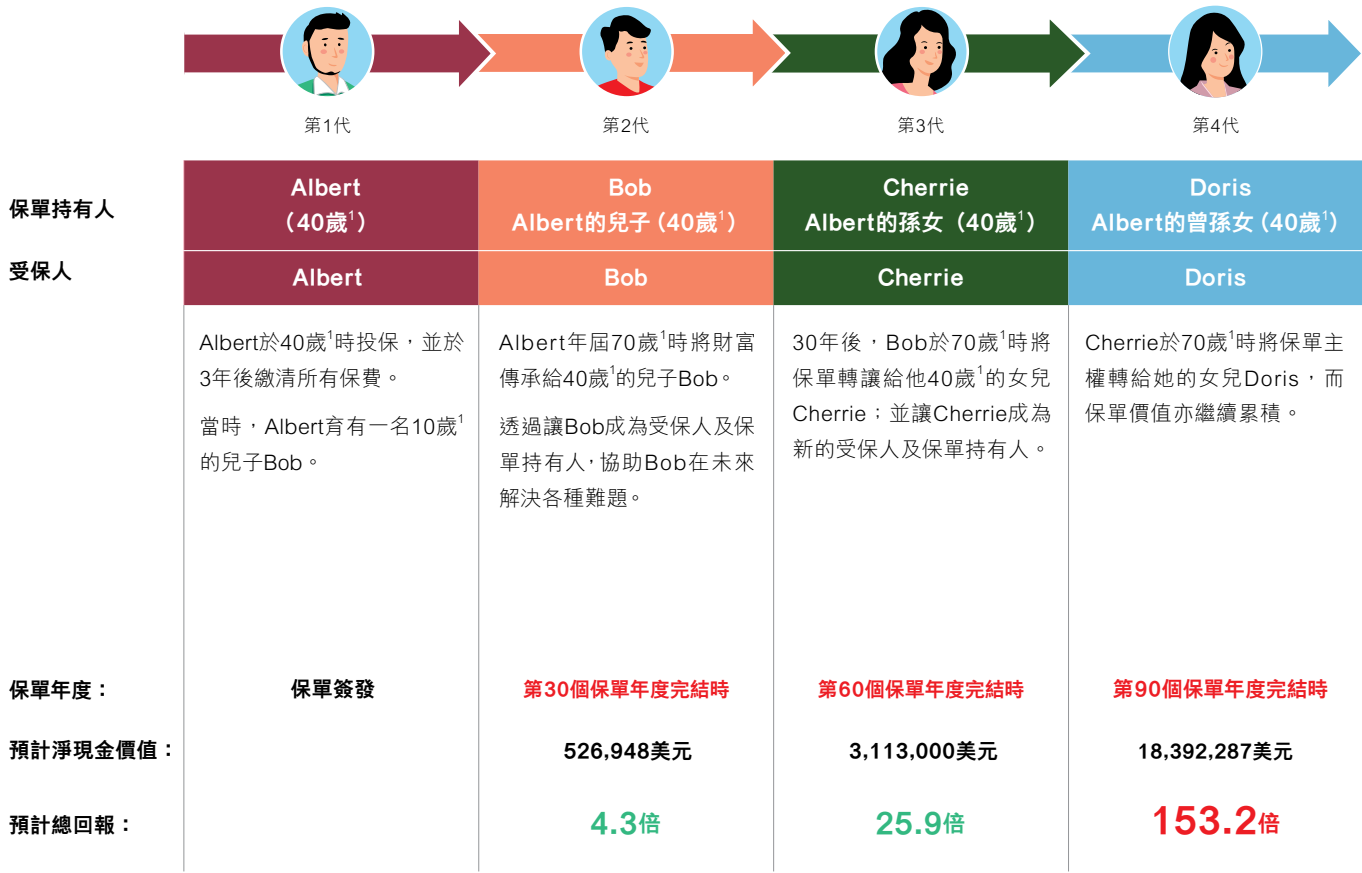 第1代
第2代
第3代
第4代
保單持有人
Albert
（40歲¹）
Bob
Albert的兒子（40歲¹）
Cherrie
Albert的孫女（40歲¹）
Doris
Albert的曾孫女（40歲¹）
受保人
Albert
Bob
Cherrie
Doris
Albert於40歲¹時投保，並於
3年後繳清所有保費。
當時，Albert育有一名10歲¹
的兒子Bob。
Albert年屆70歲¹時將財富
傳承給40歲¹的兒子Bob。
透過讓Bob成為受保人及保
單持有人，協助Bob在未來
解決各種難題。
30年後，Bob於70歲¹時將
保單轉讓給他40歲¹的女兒
Cherrie；並讓Cherrie成為
新的受保人及保單持有人。
Cherrie於70歲¹時將保單主
權轉給她的女兒Doris，而
保單價值亦繼續累積。
保單年度：
保單簽發
第30個保單年度完結時
第60個保單年度完結時
第90個保單年度完結時
預計淨現金價值：
526,948美元
3,113,000美元
18,392,287美元
預計總回報：
4.3倍
25.9倍
153.2倍